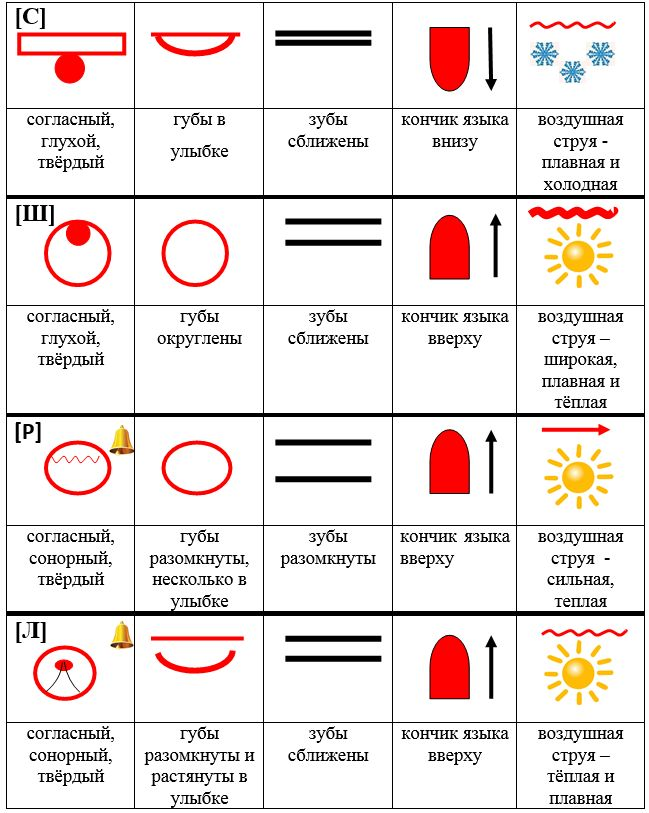 [С]
согласный,
глухой,
твёрдый
губы в
улыбке
зубы
сближены
кончик языка
внизу
воздушная
струя -
плавная и
холодная
[Ш]
согласный,
глухой,
твёрдый
губы
округлены
зубы
сближены
кончик языка
вверху
воздушная
струя –
широкая,
плавная и
тёплая
[Р]
согласный,
сонорный,
твёрдый
губы
разомкнуты,
несколько в
улыбке
зубы
разомкнуты
кончик языка
вверху
воздушная
струя -
сильная,
теплая
[Л]
согласный,
сонорный,
твёрдый
губы
разомкнуты и
растянуты в
улыбке
зубы
сближены
кончик языка
вверху
воздушная
струя –
тёплая и
плавная